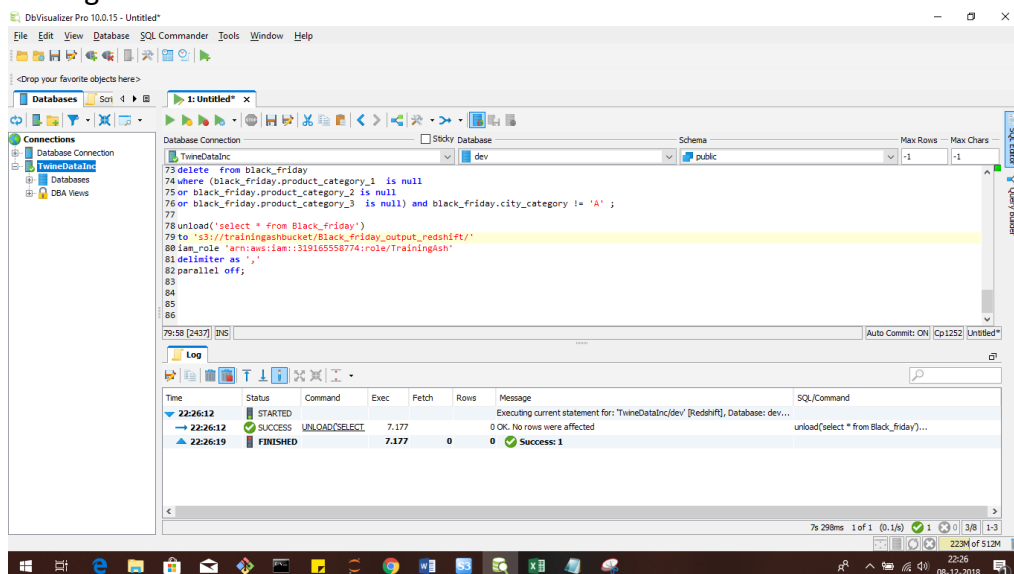 DbVisualizer Pro 10.0.15 - Untitled*
File Edit View Database SQL Commander Tools Window Help
<Drop your favorite objects here>
Databases Scri 1: Untitled*
Connections
Database Connection
TwineDataInc
Databases
DBA Views
Database Connection Sticky Database Schema Max Rows Max Chars
TwineDataInc dev public -1 -1
73 delete from black_friday
74 where (black_friday.product_category_1 is null
75 or black_friday.product_category_2 is null
76 or black_friday.product_category_3 is null) and black_friday.city_category != 'A' ;
77
78 unload('select * from Black_friday')
79 to 's3://trainingashbucket/Black_friday_output_redshift/'
80 iam_role 'arn:aws:iam::319165558774:role/TrainingAsh'
81 delimiter as ','
82 parallel off;
83
84
85
86
SQL Editor
Query Builder
79:58 [2437] INS Auto Commit: ON Cp1252 Untitled*
Log
Time Status Command Exec Fetch Rows Message SQL/Command
22:26:12 STARTED Executing current statement for: 'TwineDataInc/dev' [Redshift], Database: dev...
22:26:12 SUCCESS UNLOAD('SELECT 7.177 0 OK. No rows were affected unload('select * from Black_friday')...
22:26:19 FINISHED 7.177 0 0 Success: 1
7s 298ms 1 of 1 (0.1/s) 1 0 3/8 1-3
223M of 512M
22:26
08-12-2018